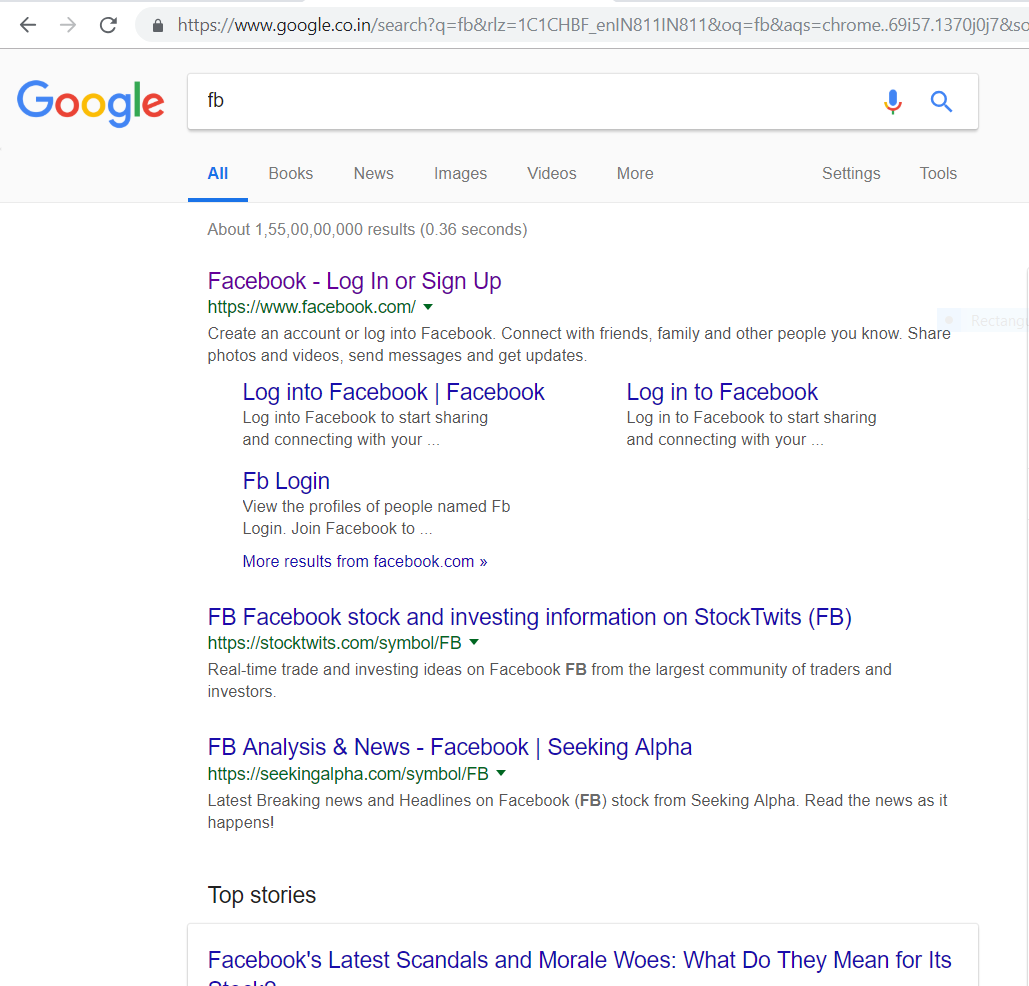 https://www.google.co.in/search?q=fb&rlz=1C1CHBF_enIN811IN811&oq=fb&aqs=chrome..69i57.1370j0j7&so
Google
fb
All Books News Images Videos More Settings Tools
About 1,55,00,00,000 results (0.36 seconds)
Facebook - Log In or Sign Up
https://www.facebook.com/
Create an account or log into Facebook. Connect with friends, family and other people you know. Share
photos and videos, send messages and get updates.
Log into Facebook | Facebook
Log into Facebook to start sharing
and connecting with your ...
Log in to Facebook
Log in to Facebook to start sharing
and connecting with your ...
Fb Login
View the profiles of people named Fb
Login. Join Facebook to ...
More results from facebook.com »
FB Facebook stock and investing information on StockTwits (FB)
https://stocktwits.com/symbol/FB
Real-time trade and investing ideas on Facebook FB from the largest community of traders and
investors.
FB Analysis & News - Facebook | Seeking Alpha
https://seekingalpha.com/symbol/FB
Latest Breaking news and Headlines on Facebook (FB) stock from Seeking Alpha. Read the news as it
happens!
Top stories
Facebook's Latest Scandals and Morale Woes: What Do They Mean for Its
Stock?